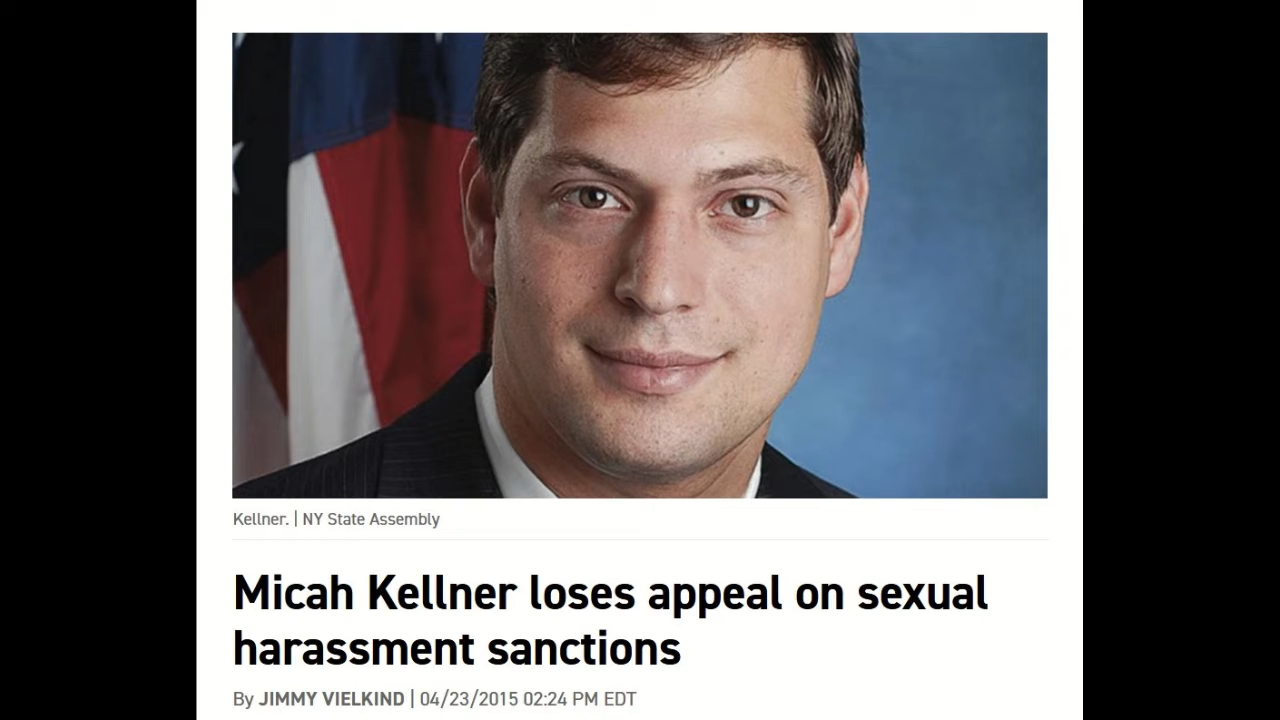 Kellner. | NY State Assembly
Micah Kellner loses appeal on sexual
harassment sanctions
By JIMMY VIELKIND | 04/23/2015 02:24 PM EDT